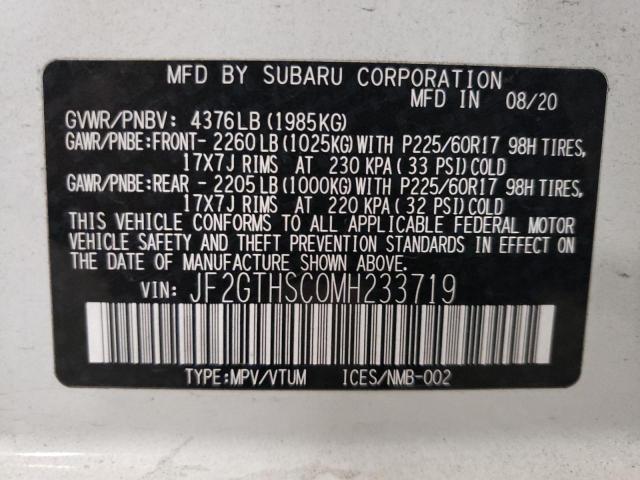 MFD BY SUBARU CORPORATION
MFD IN 08/20
GVWR/PNBV: 4376LB(1985KG)
GAWR/PNBE:FRONT- 2260LB(1025KG)WITH P225/60R17 98H TIRES,
17X7J RIMS AT 230 KPA(33 PSI)COLD
GAWR/PNBE:REAR - 2205LB(1000KG)WITH P225/60R17 98H TIRES,
17X7J RIMS AT 220 KPA(32 PSI)COLD
THIS VEHICLE CONFORMS TO ALL APPLICABLE FEDERAL MOTOR
VEHICLE SAFETY AND THEFT PREVENTION STANDARDS IN EFFECT ON
THE DATE OF MANUFACTURE SHOWN ABOVE.
VIN: JF2GTHSC0MH233719
TYPE:MPV/VTUM ICES/NMB-002